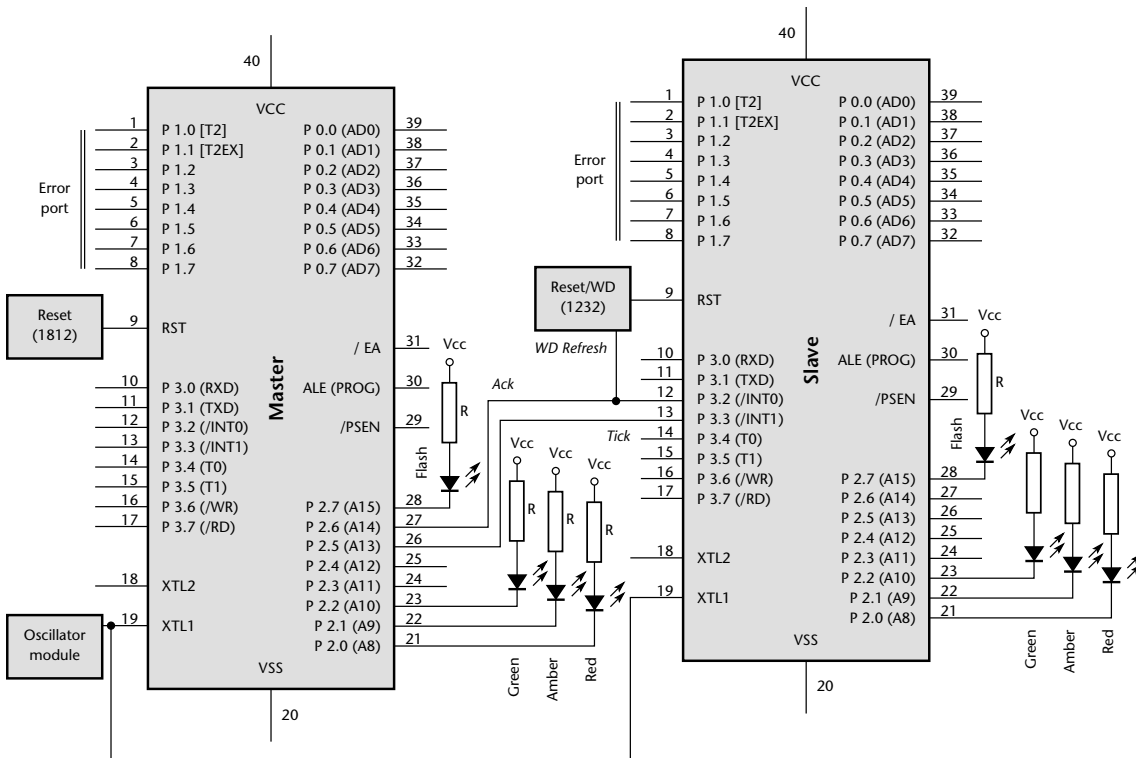 40
VCC
1
P 1.0 [T2]
2
P 1.1 [T2EX]
3
P 1.2
4
P 1.3
5
P 1.4
6
P 1.5
7
P 1.6
8
P 1.7
Error
port
P 0.0 (AD0)
39
P 0.1 (AD1)
38
P 0.2 (AD2)
37
P 0.3 (AD3)
36
P 0.4 (AD4)
35
P 0.5 (AD5)
34
P 0.6 (AD6)
33
P 0.7 (AD7)
32
Reset
(1812)
9
RST
Master
/ EA
31
ALE (PROG)
30
/PSEN
29
10
P 3.0 (RXD)
11
P 3.1 (TXD)
12
P 3.2 (/INT0)
13
P 3.3 (/INT1)
14
P 3.4 (T0)
15
P 3.5 (T1)
16
P 3.6 (/WR)
17
P 3.7 (/RD)
P 2.7 (A15)
28
P 2.6 (A14)
27
P 2.5 (A13)
26
P 2.4 (A12)
25
P 2.3 (A11)
24
P 2.2 (A10)
23
P 2.1 (A9)
22
P 2.0 (A8)
21
18
XTL2
19
XTL1
Oscillator
module
VSS
20
Vcc
R
Flash
Vcc
R
Vcc
R
Vcc
R
Green
Amber
Red
Ack
Tick
40
VCC
1
P 1.0 [T2]
2
P 1.1 [T2EX]
3
P 1.2
4
P 1.3
5
P 1.4
6
P 1.5
7
P 1.6
8
P 1.7
Error
port
P 0.0 (AD0)
39
P 0.1 (AD1)
38
P 0.2 (AD2)
37
P 0.3 (AD3)
36
P 0.4 (AD4)
35
P 0.5 (AD5)
34
P 0.6 (AD6)
33
P 0.7 (AD7)
32
Reset/WD
(1232)
WD Refresh
9
RST
Slave
/ EA
31
ALE (PROG)
30
/PSEN
29
10
P 3.0 (RXD)
11
P 3.1 (TXD)
12
P 3.2 (/INT0)
13
P 3.3 (/INT1)
14
P 3.4 (T0)
15
P 3.5 (T1)
16
P 3.6 (/WR)
17
P 3.7 (/RD)
P 2.7 (A15)
28
P 2.6 (A14)
27
P 2.5 (A13)
26
P 2.4 (A12)
25
P 2.3 (A11)
24
P 2.2 (A10)
23
P 2.1 (A9)
22
P 2.0 (A8)
21
18
XTL2
19
XTL1
VSS
20
Vcc
R
Flash
Vcc
Vcc
Vcc
Green
Amber
Red